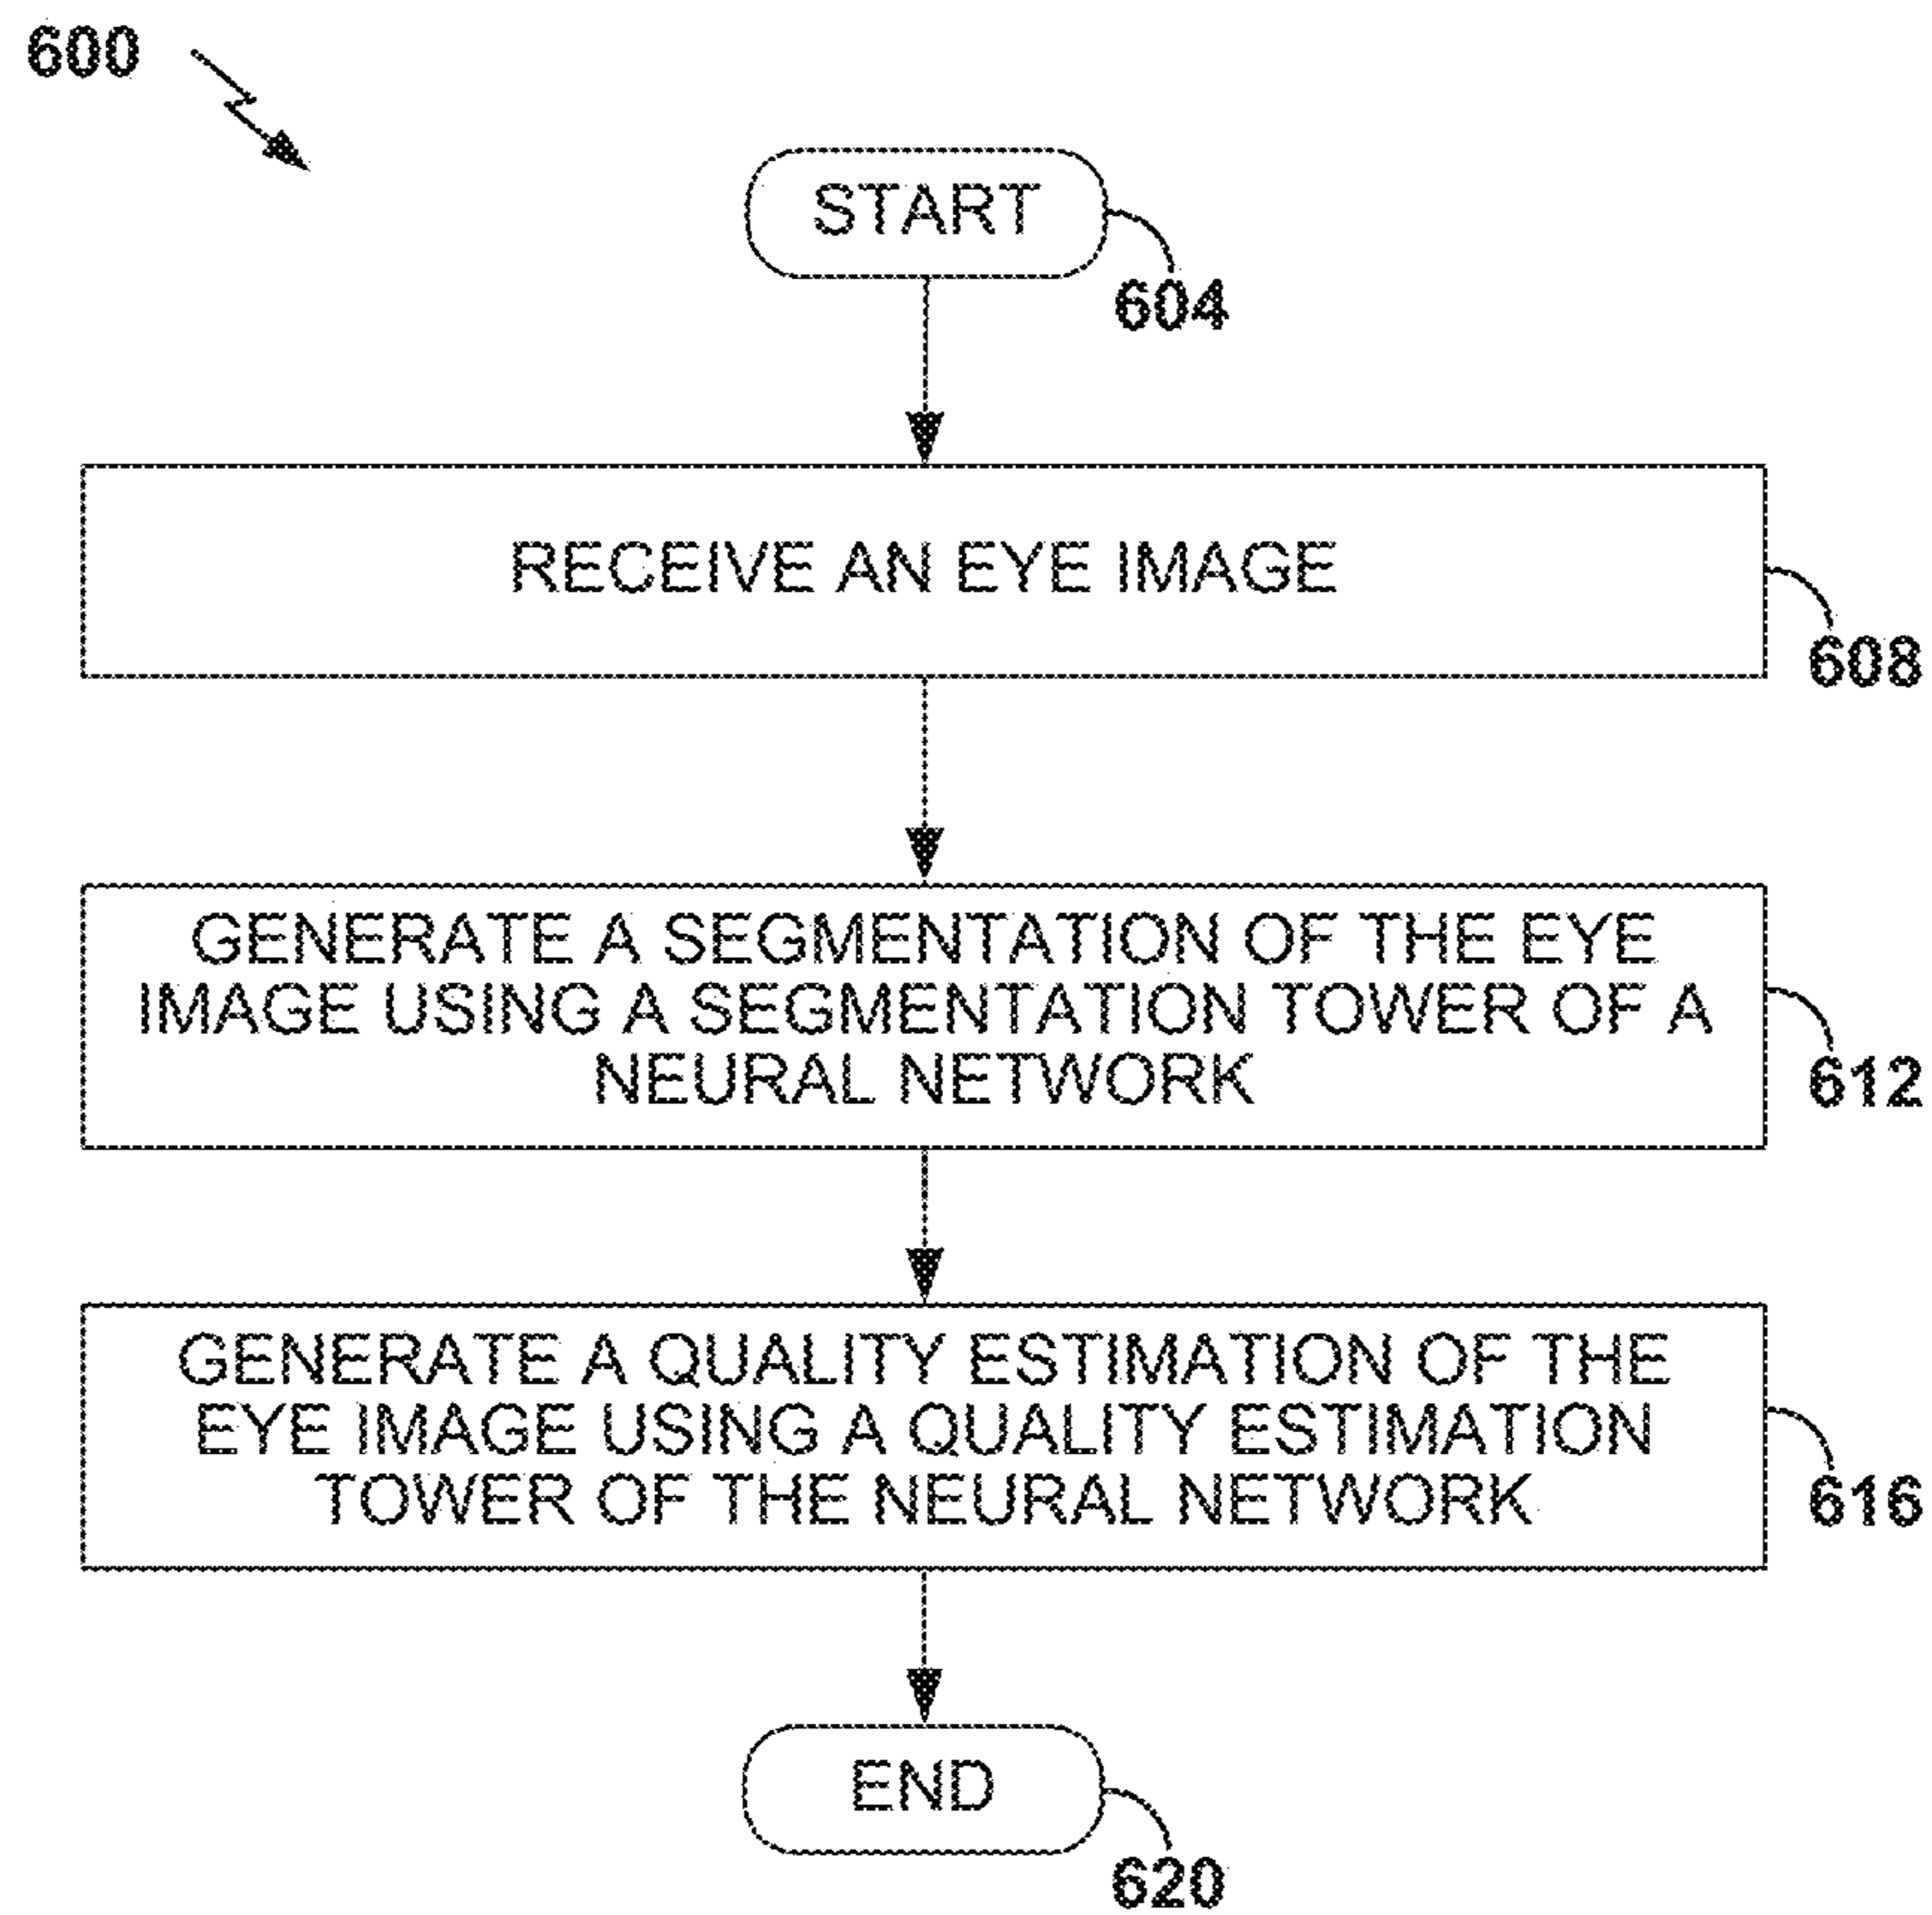 600
START
604
RECEIVE AN EYE IMAGE
608
GENERATE A SEGMENTATION OF THE EYE
IMAGE USING A SEGMENTATION TOWER OF A
NEURAL NETWORK
612
GENERATE A QUALITY ESTIMATION OF THE
EYE IMAGE USING A QUALITY ESTIMATION
TOWER OF THE NEURAL NETWORK
616
END
620